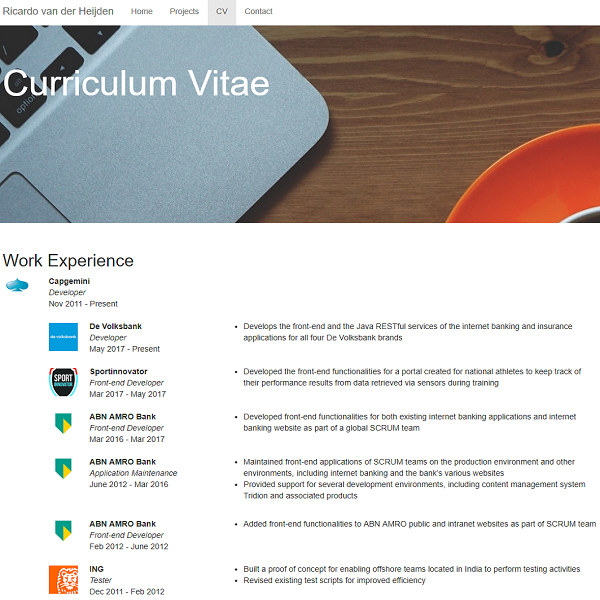 Ricardo van der Heijden Home Projects CV Contact
Curriculum Vitae
option
Work Experience
Capgemini
Developer
Nov 2011 - Present
de volksbank
De Volksbank
Developer
May 2017 - Present
Develops the front-end and the Java RESTful services of the internet banking and insurance
applications for all four De Volksbank brands
SPORT
INNOVATOR
Sportinnovator
Front-end Developer
Mar 2017 - May 2017
Developed the front-end functionalities for a portal created for national athletes to keep track of
their performance results from data retrieved via sensors during training
ABN AMRO Bank
Front-end Developer
Mar 2016 - Mar 2017
Developed front-end functionalities for both existing internet banking applications and internet
banking website as part of a global SCRUM team
ABN AMRO Bank
Application Maintenance
June 2012 - Mar 2016
Maintained front-end applications of SCRUM teams on the production environment and other
environments, including internet banking and the bank's various websites
Provided support for several development environments, including content management system
Tridion and associated products
ABN AMRO Bank
Front-end Developer
Feb 2012 - June 2012
Added front-end functionalities to ABN AMRO public and intranet websites as part of SCRUM team
ING
Tester
Dec 2011 - Feb 2012
Built a proof of concept for enabling offshore teams located in India to perform testing activities
Revised existing test scripts for improved efficiency